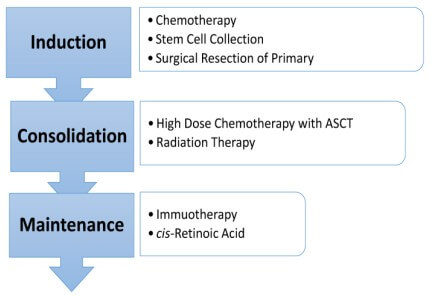 Induction
• Chemotherapy
• Stem Cell Collection
• Surgical Resection of Primary
Consolidation
• High Dose Chemotherapy with ASCT
• Radiation Therapy
Maintenance
• Immuotherapy
• cis-Retinoic Acid